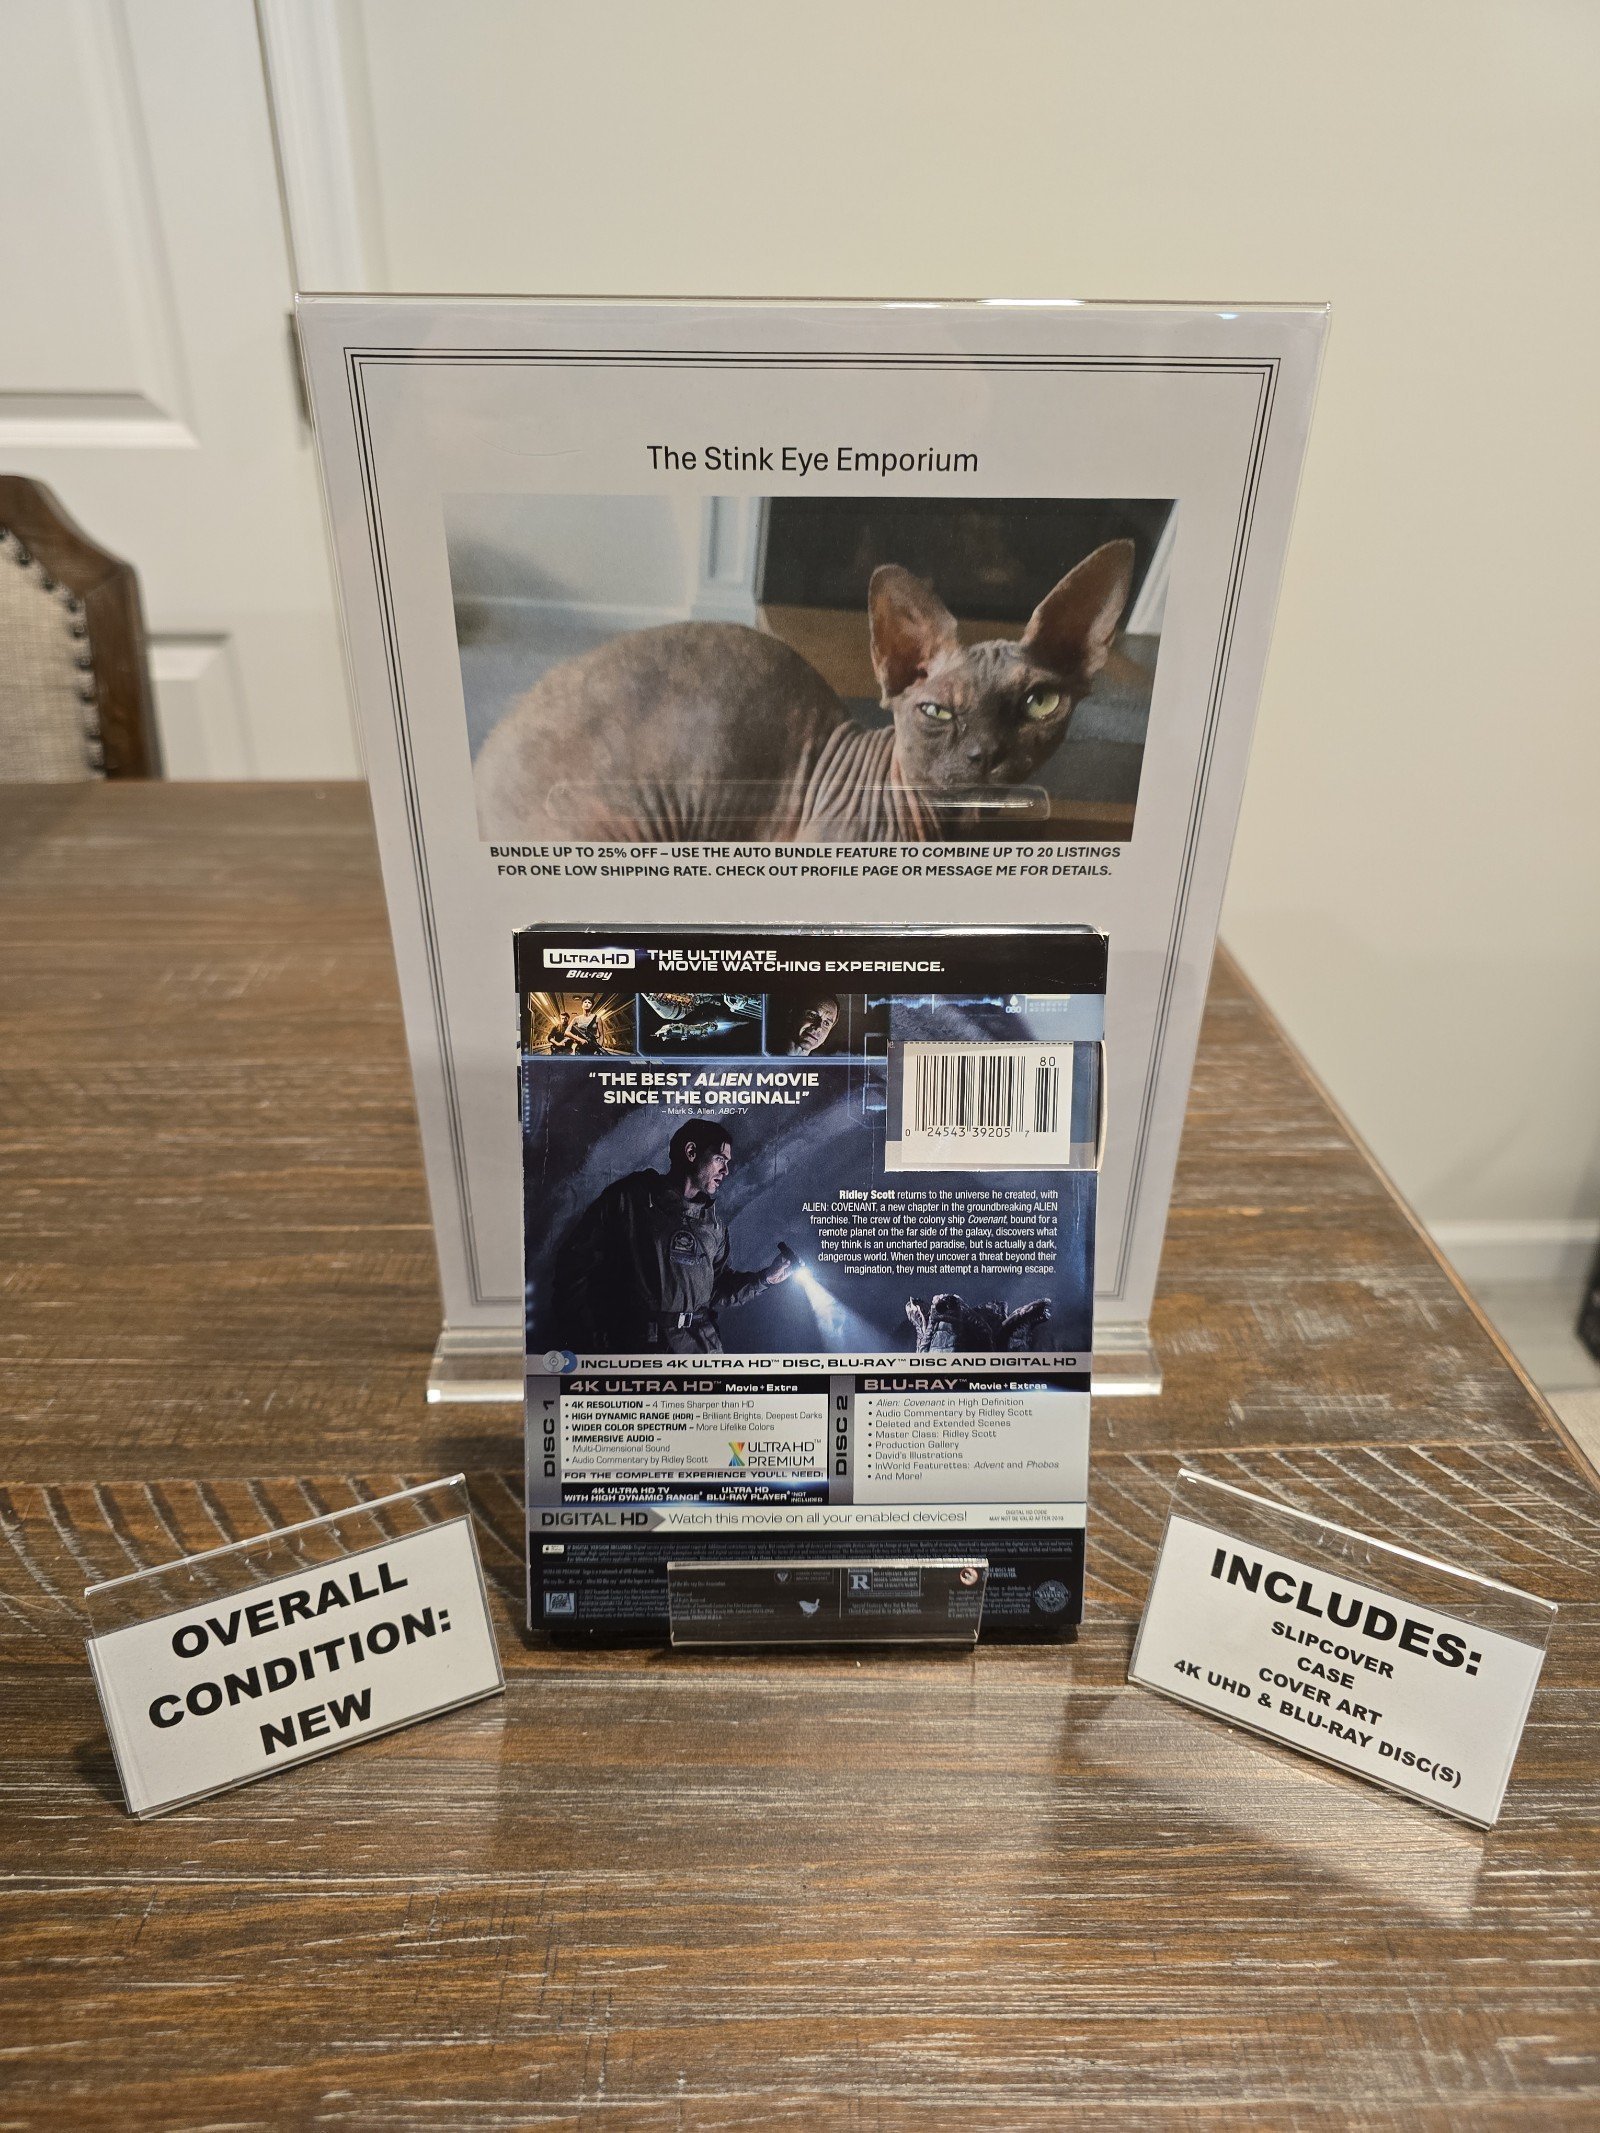 The Stink Eye Emporium
BUNDLE UP TO 25% OFF – USE THE AUTO BUNDLE FEATURE TO COMBINE UP TO 20 LISTINGS
FOR ONE LOW SHIPPING RATE. CHECK OUT PROFILE PAGE OR MESSAGE ME FOR DETAILS.
ULTRA HD
Blu-ray
THE ULTIMATE
MOVIE WATCHING EXPERIENCE.
080
"THE BEST ALIEN MOVIE
SINCE THE ORIGINAL!"
– Mark S. Allen, ABC-TV
80
0 24543 39205 7
Ridley Scott returns to the universe he created, with
ALIEN: COVENANT, a new chapter in the groundbreaking ALIEN
franchise. The crew of the colony ship Covenant, bound for a
remote planet on the far side of the galaxy, discovers what
they think is an uncharted paradise, but is actually a dark,
dangerous world. When they uncover a threat beyond their
imagination, they must attempt a harrowing escape.
INCLUDES 4K ULTRA HD™ DISC, BLU-RAY™ DISC AND DIGITAL HD
DISC 1
4K ULTRA HD™ Movie + Extra
• 4K RESOLUTION – 4 Times Sharper than HD
• HIGH DYNAMIC RANGE (HDR) – Brilliant Brights, Deepest Darks
• WIDER COLOR SPECTRUM – More Lifelike Colors
• IMMERSIVE AUDIO –
Multi-Dimensional Sound
• Audio Commentary by Ridley Scott
ULTRA HD™
PREMIUM
FOR THE COMPLETE EXPERIENCE YOU'LL NEED:
4K ULTRA HD TV
WITH HIGH DYNAMIC RANGE*
ULTRA HD
BLU-RAY PLAYER*
*NOT
INCLUDED
DISC 2
BLU-RAY™ Movie + Extras
• Alien: Covenant in High Definition
• Audio Commentary by Ridley Scott
• Deleted and Extended Scenes
• Master Class: Ridley Scott
• Production Gallery
• David's Illustrations
• InWorld Featurettes: Advent and Phobos
• And More!
DIGITAL HD Watch this movie on all your enabled devices!
DIGITAL HD CODE
MAY NOT BE VALID AFTER 2019
R
OVERALL
CONDITION:
NEW
INCLUDES:
SLIPCOVER
CASE
COVER ART
4K UHD & BLU-RAY DISC(S)